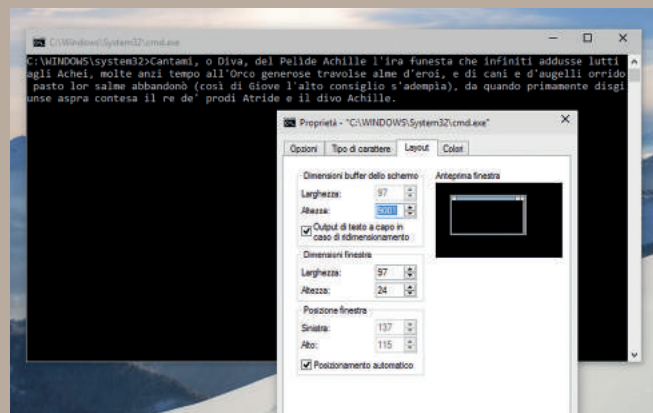 C:\Windows\System32\cmd.exe
C:\WINDOWS\system32>Cantami, o Diva, del Pelìde Achille l'ira funesta che infiniti addusse lutti
agli Achei, molte anzi tempo all'Orco generose travolse alme d'eroi, e di cani e d'augelli orrido
pasto lor salme abbandonò (così di Giove l'alto consiglio s'adempìa), da quando primamente disgi
unse aspra contesa il re de' prodi Atride e il divo Achille.
Proprietà - "C:\WINDOWS\System32\cmd.exe"
Opzioni Tipo di carattere Layout Colori
Dimensioni buffer dello schermo
Larghezza: 97
Altezza: 9001
Output di testo a capo in
caso di ridimensionamento
Dimensioni finestra
Larghezza: 97
Altezza: 24
Posizione finestra
Sinistra: 137
Alto: 115
Posizionamento automatico
Anteprima finestra